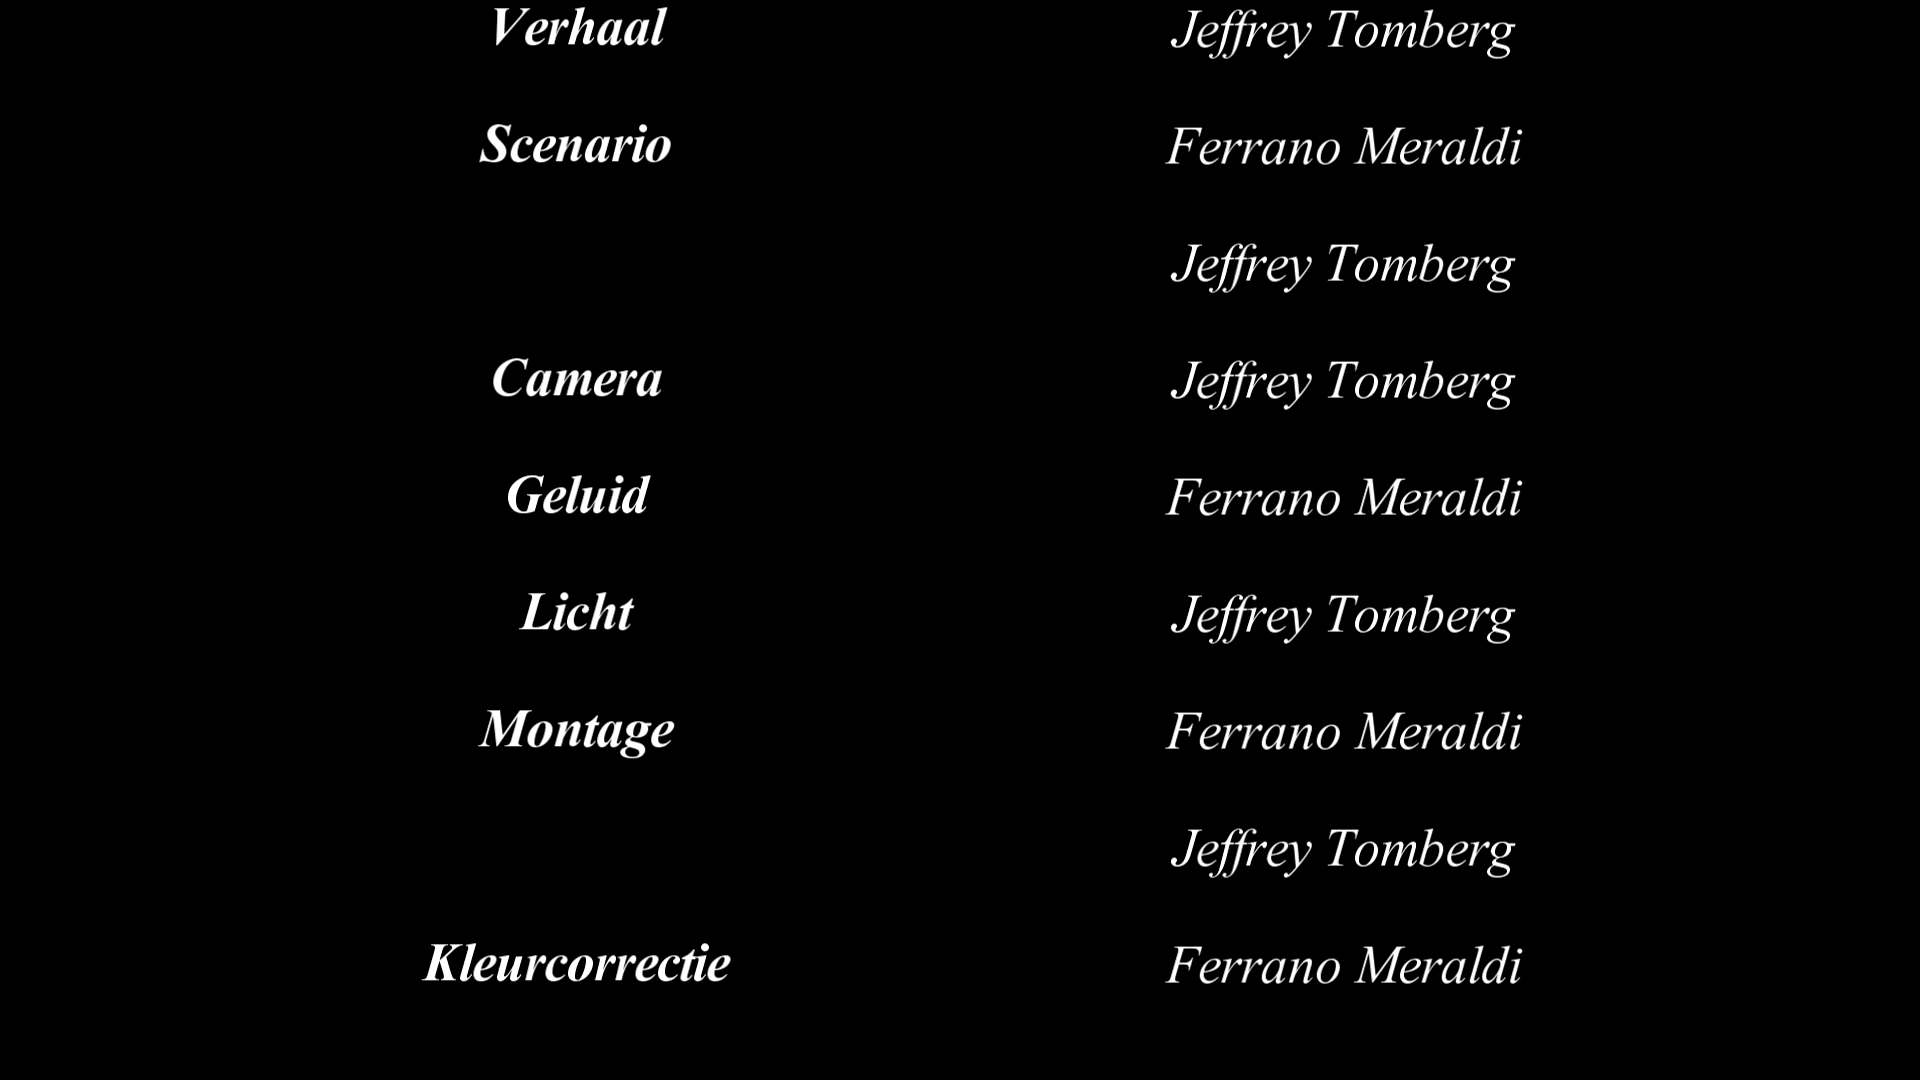 Verhaal Jeffrey Tomberg
Scenario Ferrano Meraldi
Jeffrey Tomberg
Camera Jeffrey Tomberg
Geluid Ferrano Meraldi
Licht Jeffrey Tomberg
Montage Ferrano Meraldi
Jeffrey Tomberg
Kleurcorrectie Ferrano Meraldi